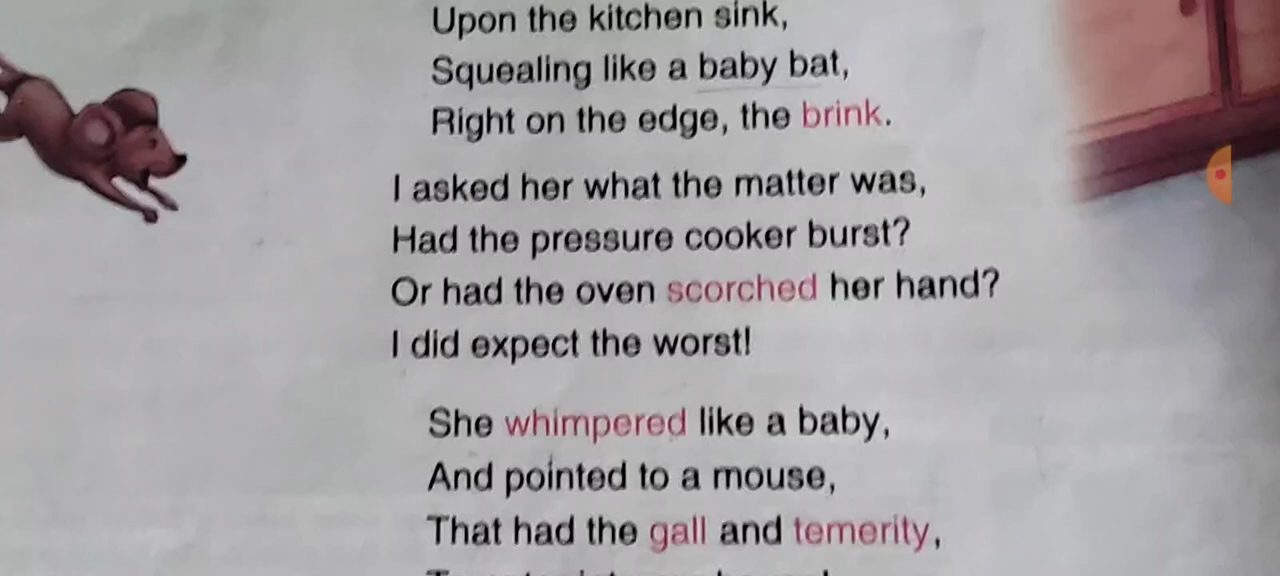 Upon the kitchen sink,
Squealing like a baby bat,
Right on the edge, the brink.
I asked her what the matter was,
Had the pressure cooker burst?
Or had the oven scorched her hand?
I did expect the worst!
She whimpered like a baby,
And pointed to a mouse,
That had the gall and temerity,